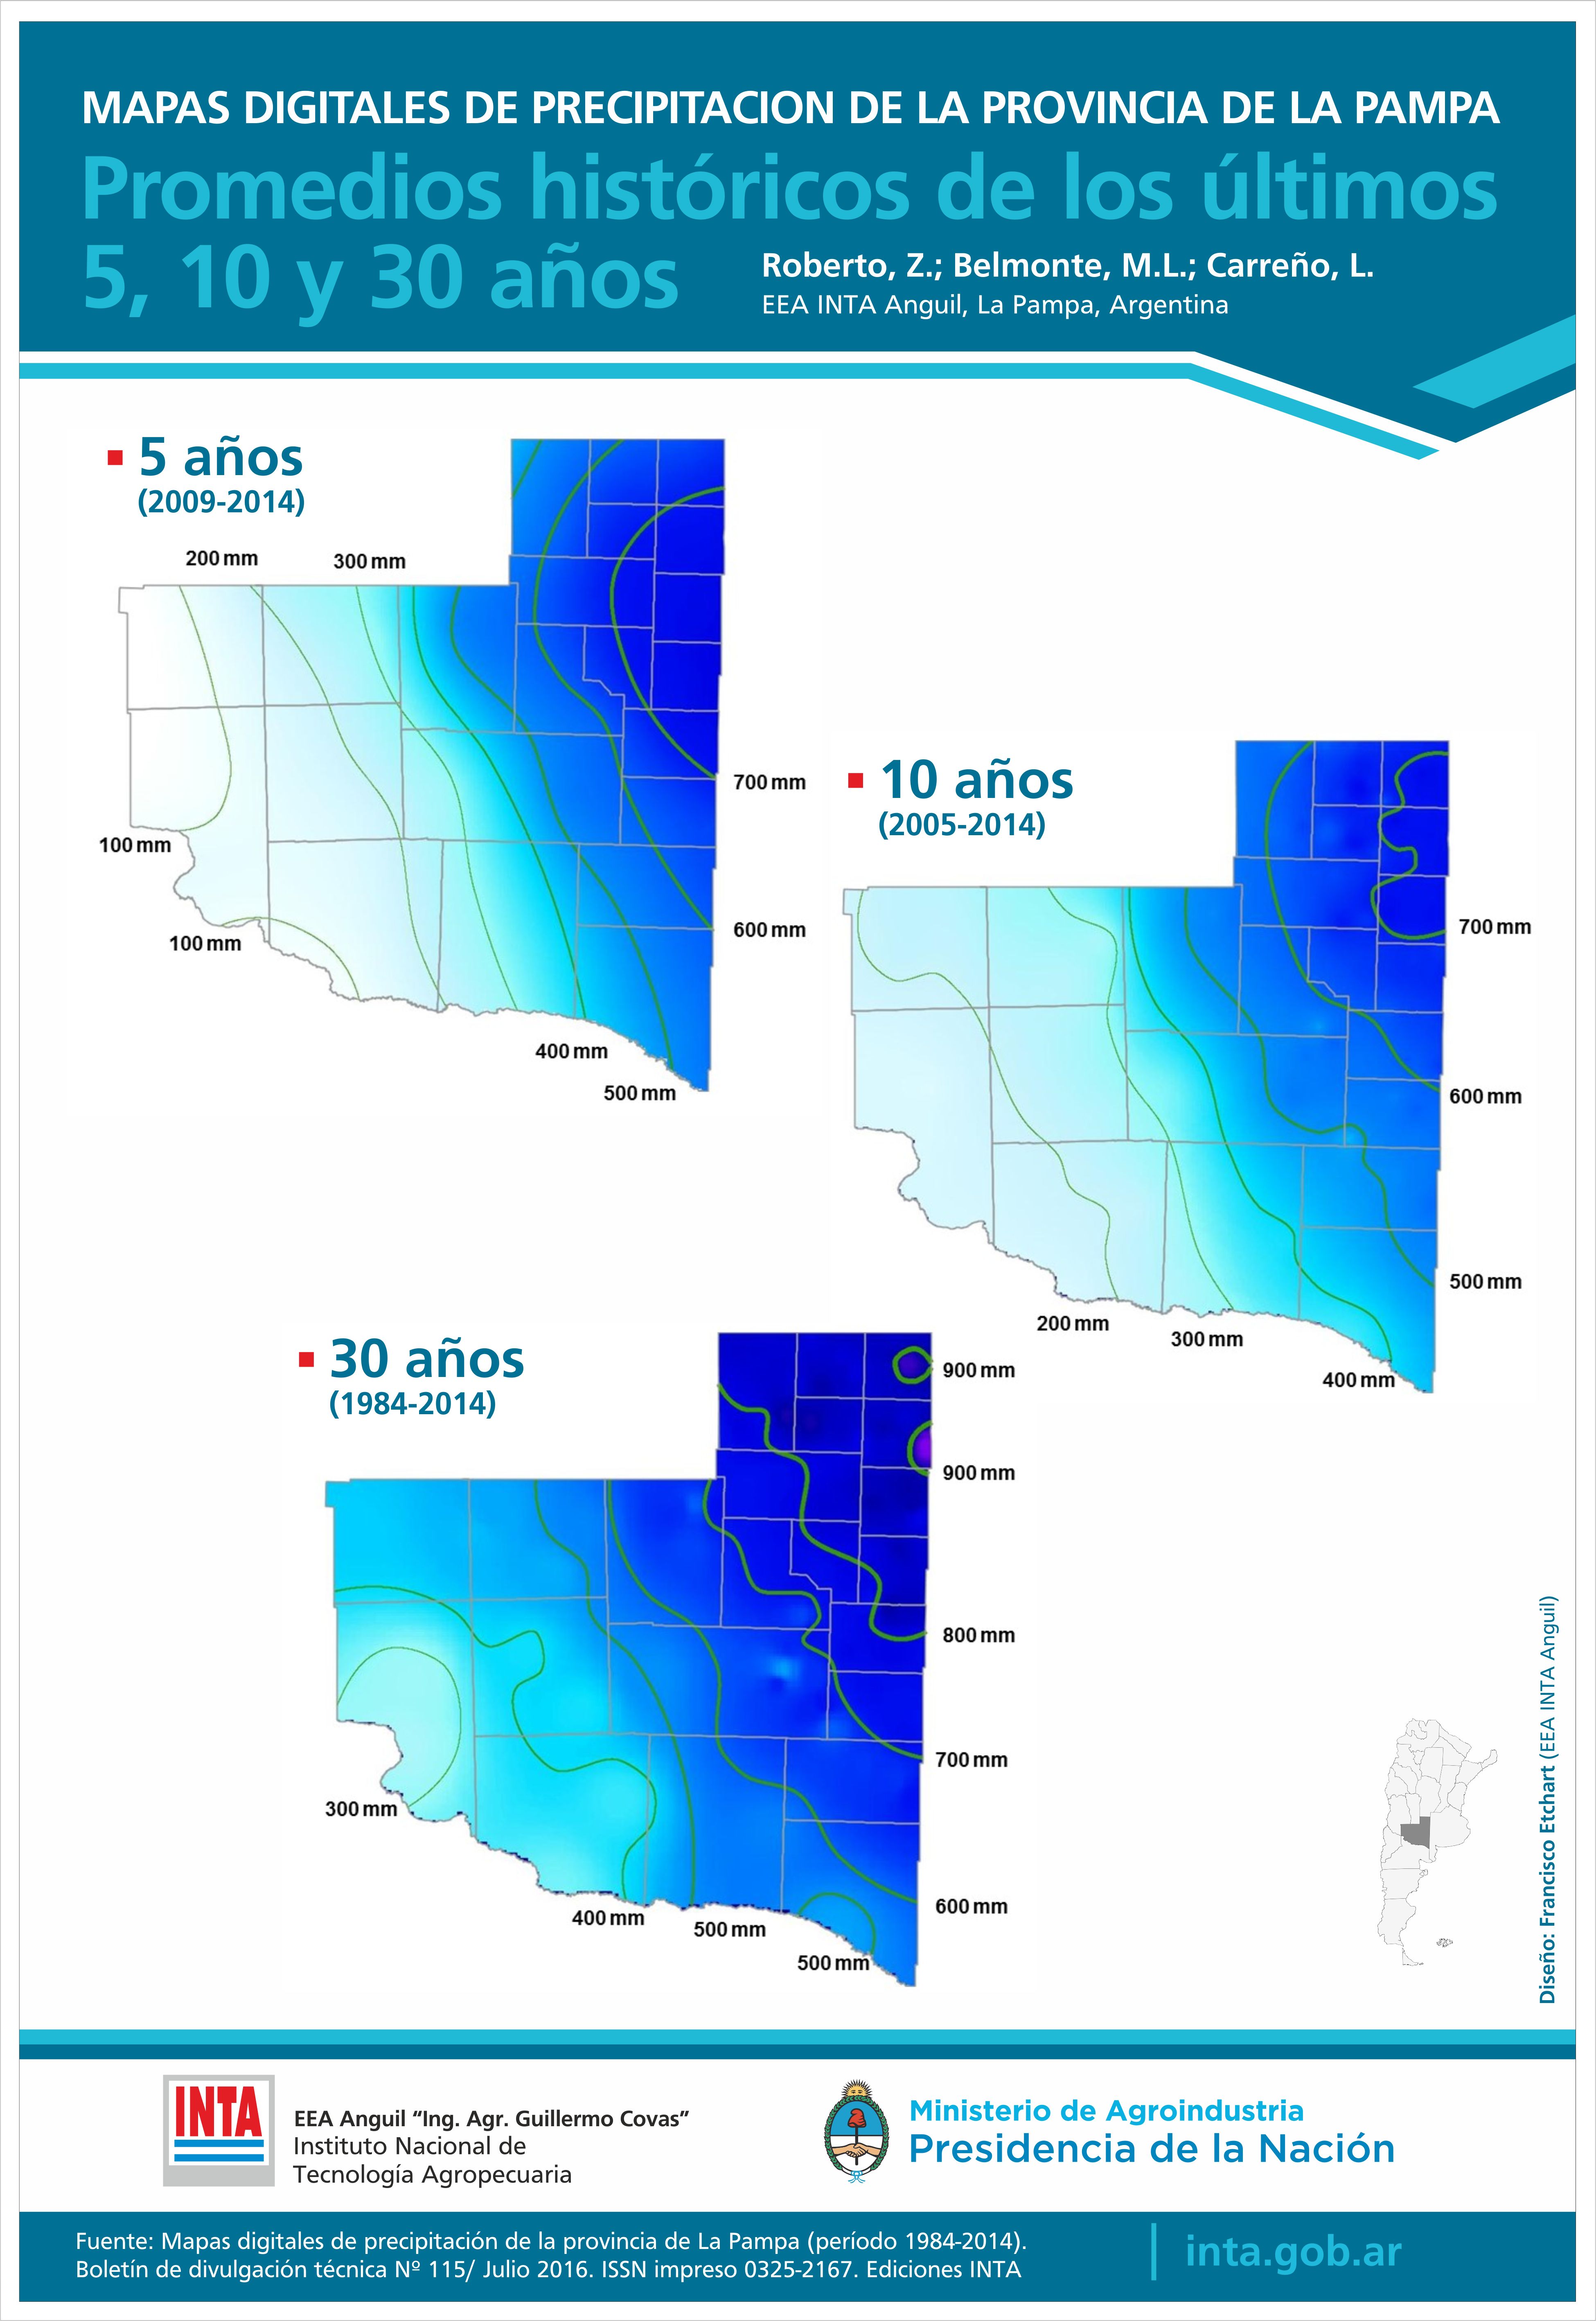 MAPAS DIGITALES DE PRECIPITACION DE LA PROVINCIA DE LA PAMPA
Promedios históricos de los últimos
5, 10 y 30 años
Roberto, Z.; Belmonte, M.L.; Carreño, L.
EEA INTA Anguil, La Pampa, Argentina
5 años
(2009-2014)
200 mm
300 mm
700 mm
100 mm
600 mm
100 mm
400 mm
500 mm
10 años
(2005-2014)
700 mm
600 mm
500 mm
200 mm
300 mm
400 mm
30 años
(1984-2014)
900 mm
900 mm
800 mm
700 mm
300 mm
600 mm
400 mm
500 mm
500 mm
Diseño: Francisco Etchart (EEA INTA Anguil)
INTA
EEA Anguil “Ing. Agr. Guillermo Covas”
Instituto Nacional de
Tecnología Agropecuaria
Ministerio de Agroindustria
Presidencia de la Nación
Fuente: Mapas digitales de precipitación de la provincia de La Pampa (período 1984-2014).
Boletín de divulgación técnica Nº 115/ Julio 2016. ISSN impreso 0325-2167. Ediciones INTA
inta.gob.ar